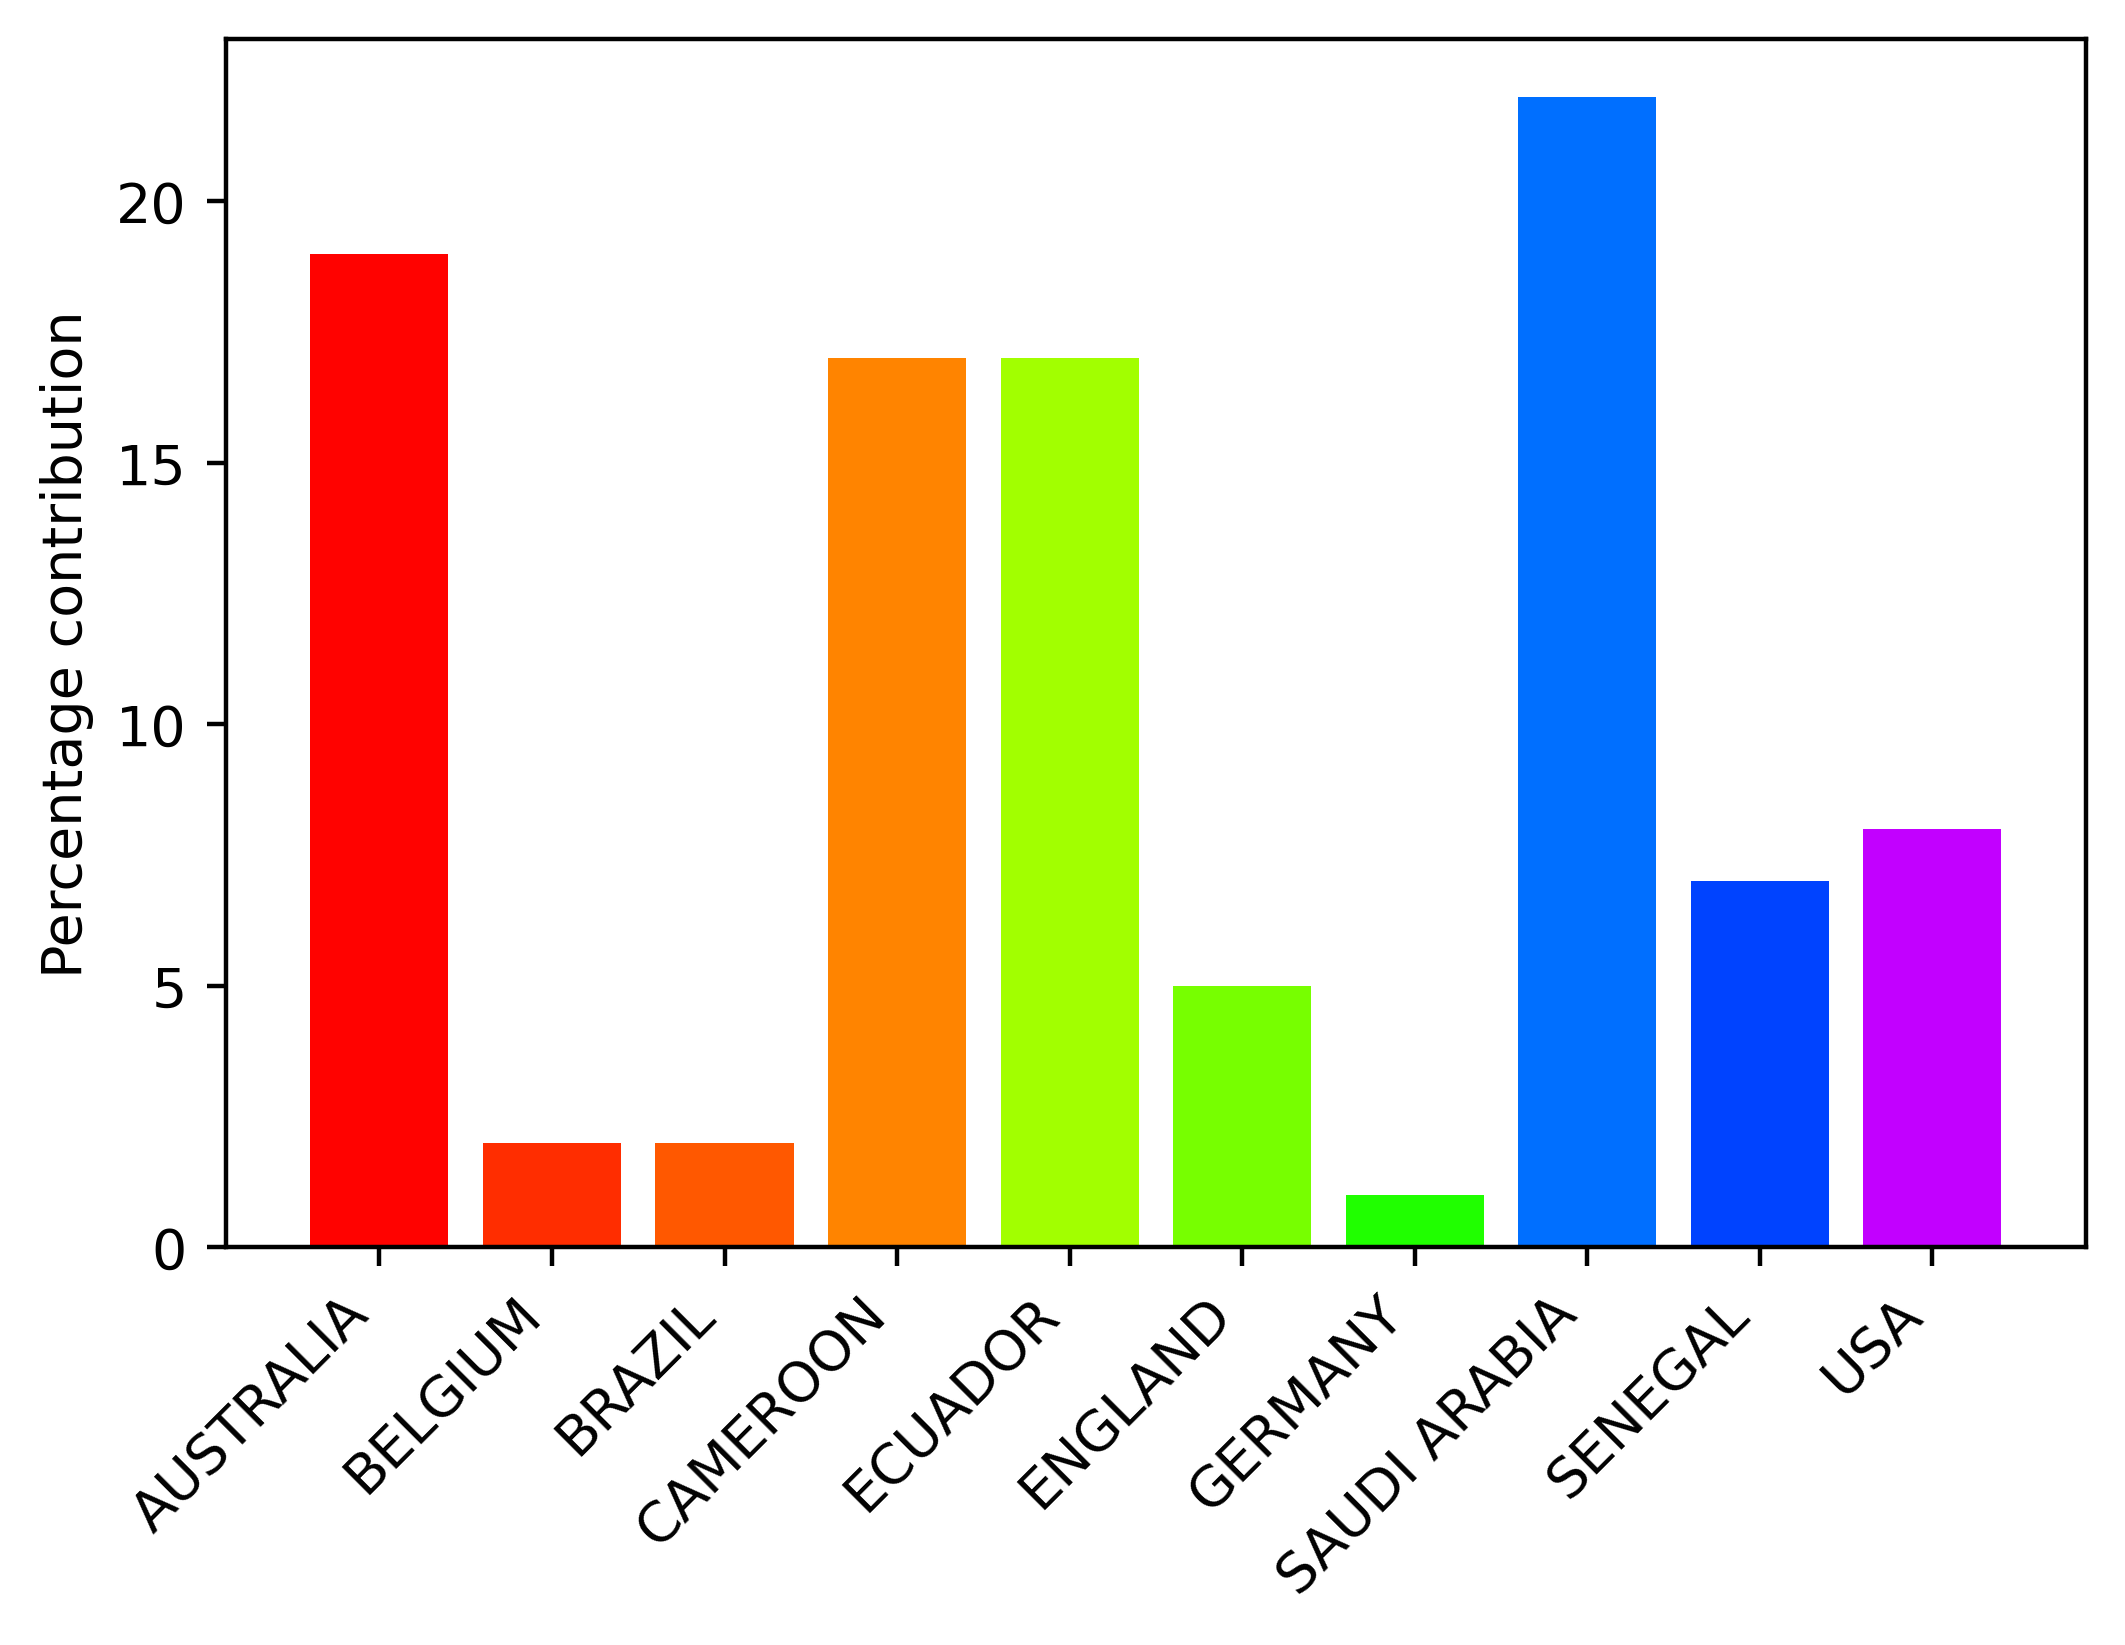 Percentage contribution
20
15
10
5
0
AUSTRALIA
BELGIUM
BRAZIL
CAMEROON
ECUADOR
ENGLAND
GERMANY
SAUDI ARABIA
SENEGAL
USA